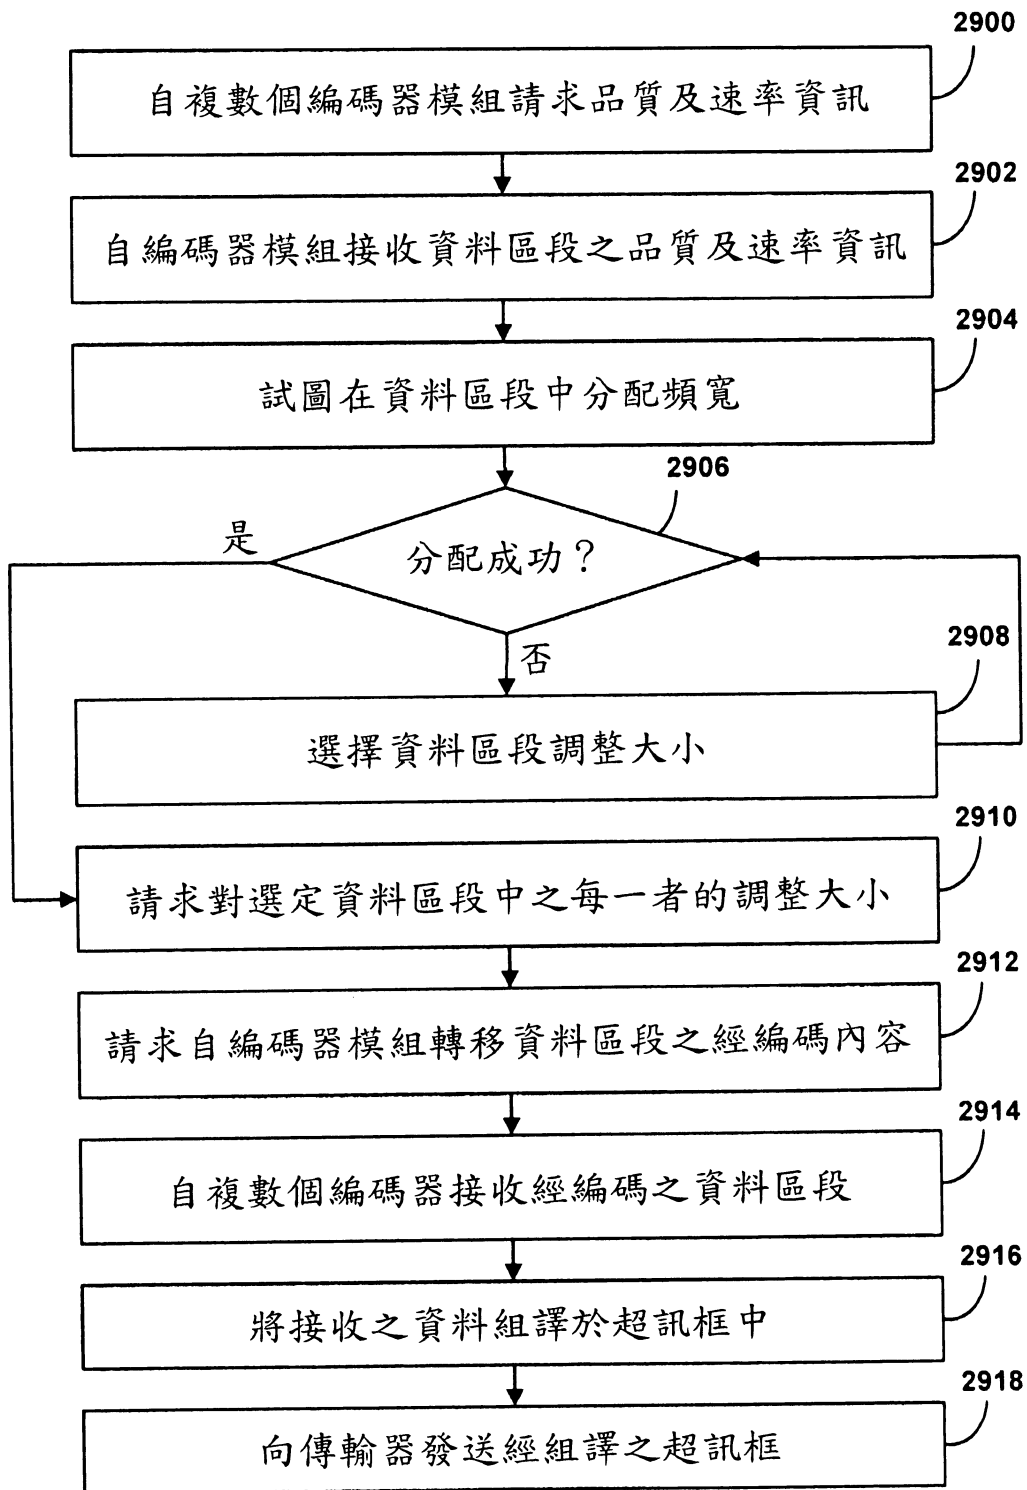 2900
自複數個編碼器模組請求品質及速率資訊
2902
自編碼器模組接收資料區段之品質及速率資訊
2904
試圖在資料區段中分配頻寬
2906
是
分配成功？
否
2908
選擇資料區段調整大小
2910
請求對選定資料區段中之每一者的調整大小
2912
請求自編碼器模組轉移資料區段之經編碼內容
2914
自複數個編碼器接收經編碼之資料區段
2916
將接收之資料組譯於超訊框中
2918
向傳輸器發送經組譯之超訊框